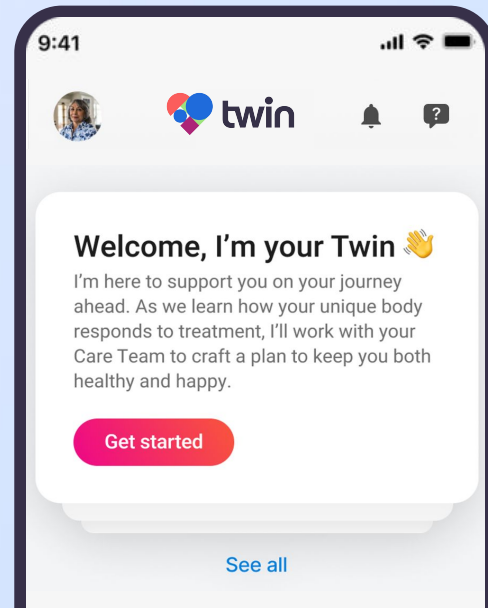 9:41
twin
?
Welcome, I’m your Twin 👋
I’m here to support you on your journey
ahead. As we learn how your unique body
responds to treatment, I’ll work with your
Care Team to craft a plan to keep you both
healthy and happy.
Get started
See all